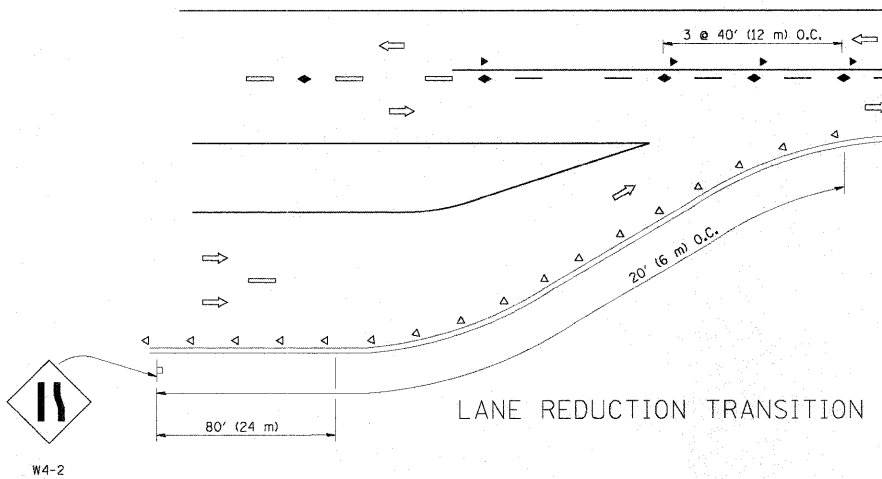 3 @ 40' (12 m) O.C.
20' (6 m) O.C.
80' (24 m)
LANE REDUCTION TRANSITION
W4-2